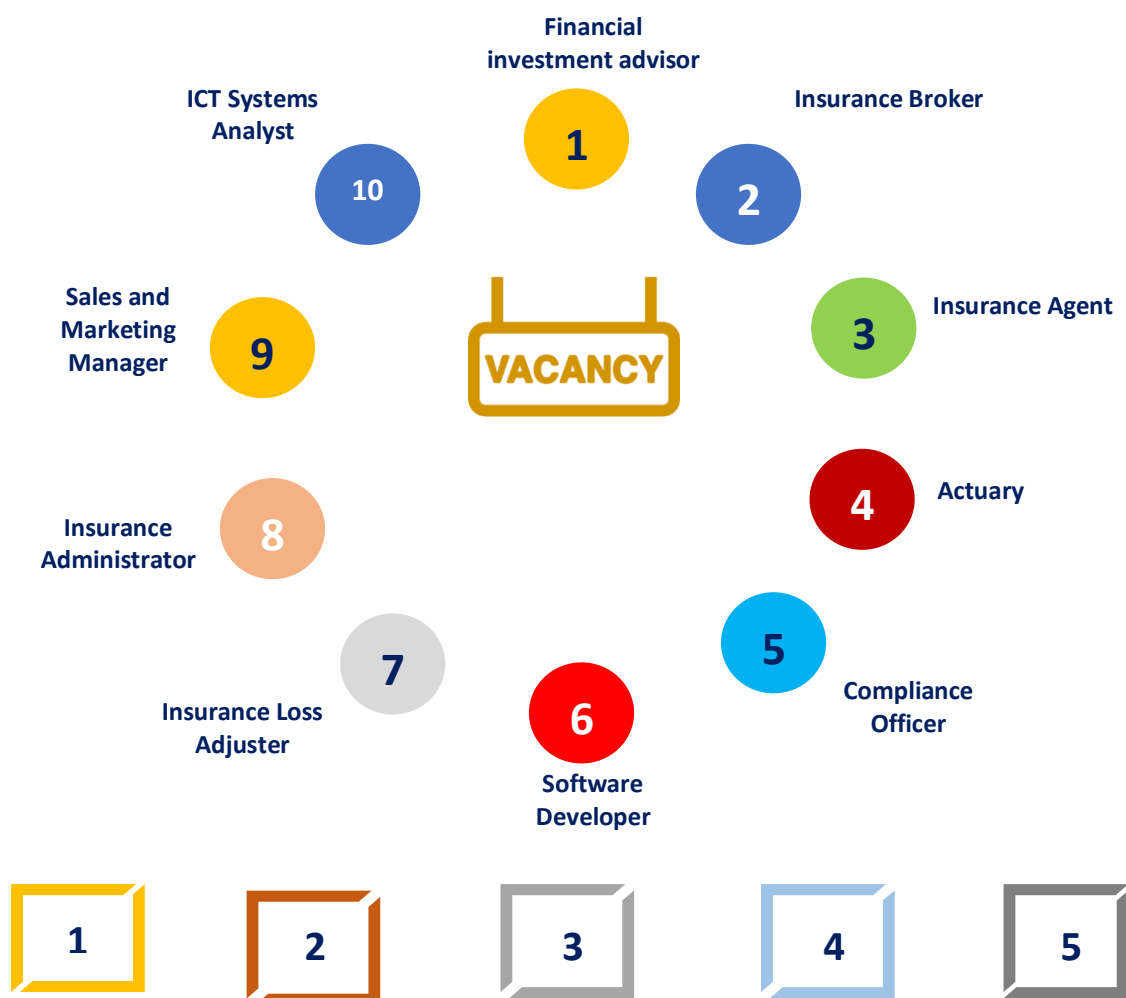 Financial
investment advisor
1
Insurance Broker
2
Insurance Agent
3
Actuary
4
Compliance
Officer
5
Software
Developer
6
Insurance Loss
Adjuster
7
Insurance
Administrator
8
Sales and
Marketing
Manager
9
ICT Systems
Analyst
10
VACANCY
1
2
3
4
5